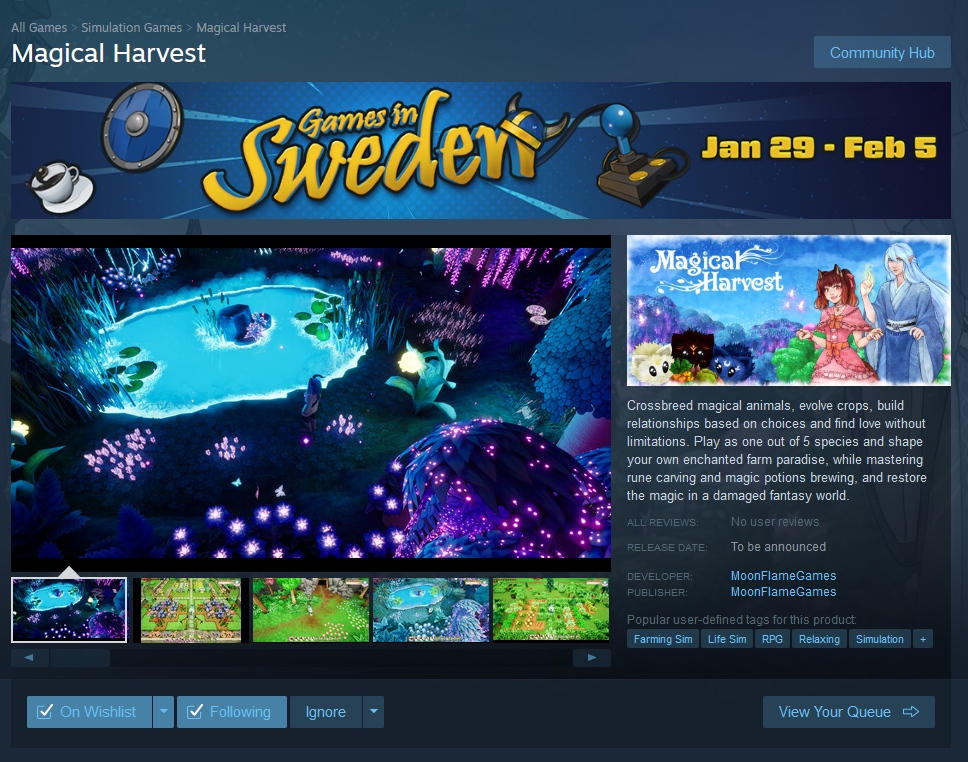 All Games > Simulation Games > Magical Harvest
Magical Harvest
Community Hub
Games in
Sweden
Jan 29 - Feb 5
Magical
Harvest
Crossbreed magical animals, evolve crops, build
relationships based on choices and find love without
limitations. Play as one out of 5 species and shape
your own enchanted farm paradise, while mastering
rune carving and magic potions brewing, and restore
the magic in a damaged fantasy world.
ALL REVIEWS: No user reviews
RELEASE DATE: To be announced
DEVELOPER: MoonFlameGames
PUBLISHER: MoonFlameGames
Popular user-defined tags for this product:
Farming Sim Life Sim RPG Relaxing Simulation +
On Wishlist Following Ignore View Your Queue